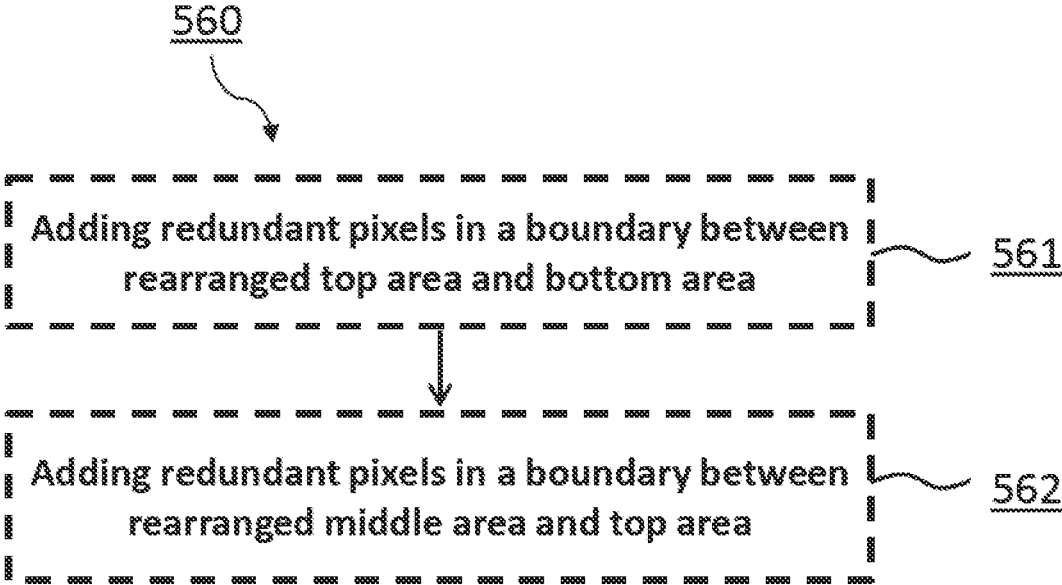 560
Adding redundant pixels in a boundary between
rearranged top area and bottom area
561
Adding redundant pixels in a boundary between
rearranged middle area and top area
562